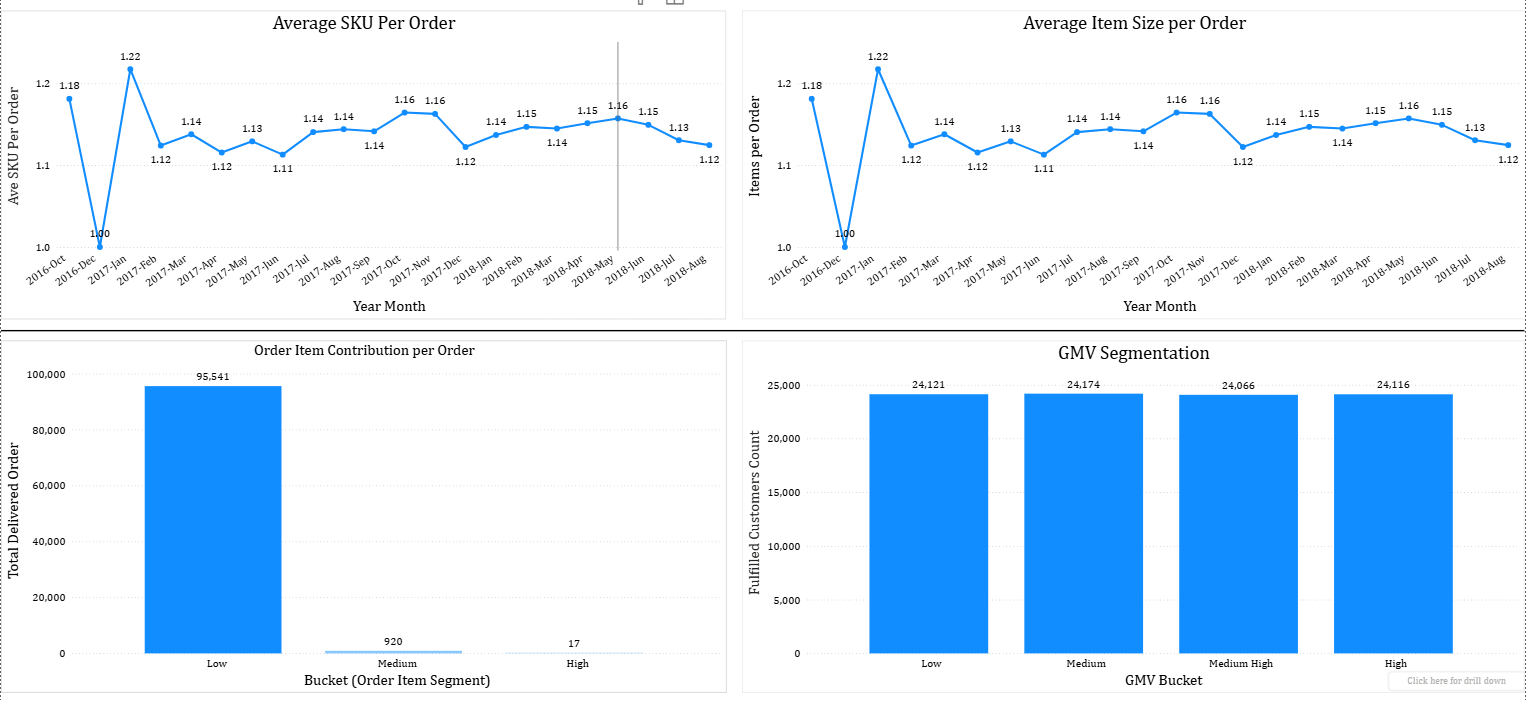 Average SKU Per Order
Ave SKU Per Order
1.2
1.1
1.0
1.18
1.00
1.22
1.12
1.14
1.12
1.13
1.11
1.14
1.14
1.14
1.16
1.16
1.12
1.14
1.15
1.14
1.15
1.16
1.15
1.13
1.12
2016-Oct
2016-Dec
2017-Jan
2017-Feb
2017-Mar
2017-Apr
2017-May
2017-Jun
2017-Jul
2017-Aug
2017-Sep
2017-Oct
2017-Nov
2017-Dec
2018-Jan
2018-Feb
2018-Mar
2018-Apr
2018-May
2018-Jun
2018-Jul
2018-Aug
Year Month
Average Item Size per Order
Items per Order
1.2
1.1
1.0
1.18
1.00
1.22
1.12
1.14
1.12
1.13
1.11
1.14
1.14
1.14
1.16
1.16
1.12
1.14
1.15
1.14
1.15
1.16
1.15
1.13
1.12
2016-Oct
2016-Dec
2017-Jan
2017-Feb
2017-Mar
2017-Apr
2017-May
2017-Jun
2017-Jul
2017-Aug
2017-Sep
2017-Oct
2017-Nov
2017-Dec
2018-Jan
2018-Feb
2018-Mar
2018-Apr
2018-May
2018-Jun
2018-Jul
2018-Aug
Year Month
Order Item Contribution per Order
Total Delivered Order
100,000
80,000
60,000
40,000
20,000
0
95,541
920
17
Low
Medium
High
Bucket (Order Item Segment)
GMV Segmentation
Fulfilled Customers Count
25,000
20,000
15,000
10,000
5,000
0
24,121
24,174
24,066
24,116
Low
Medium
Medium High
High
GMV Bucket
Click here for drill down